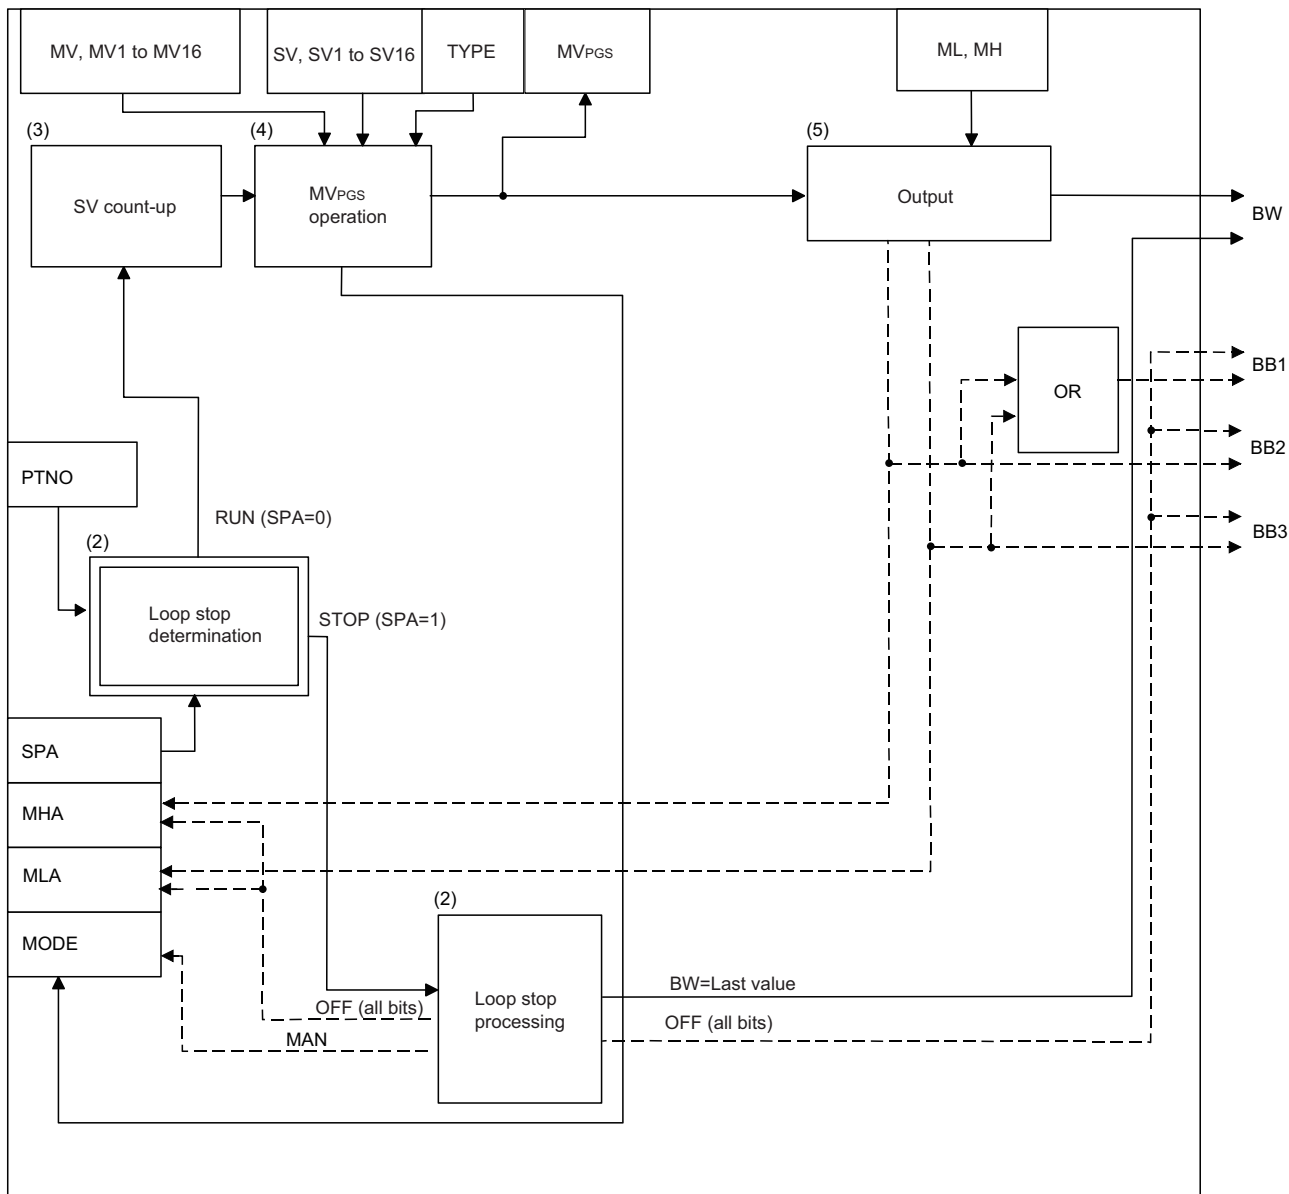 MV, MV1 to MV16
SV, SV1 to SV16
TYPE
MVPGS
ML, MH
(3)
(4)
(5)
SV count-up
MVPGS
operation
Output
BW
BB1
OR
BB2
PTNO
RUN (SPA=0)
BB3
(2)
Loop stop
determination
STOP (SPA=1)
SPA
MHA
MLA
(2)
MODE
BW=Last value
OFF (all bits)
Loop stop
processing
OFF (all bits)
MAN